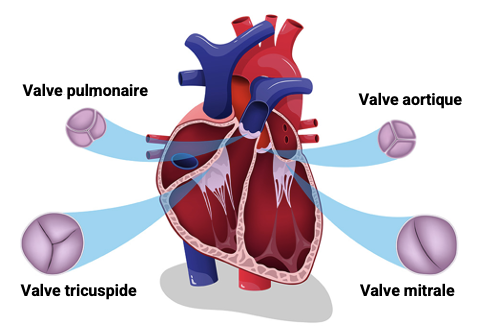 Valve pulmonaire
Valve aortique
Valve tricuspide
Valve mitrale